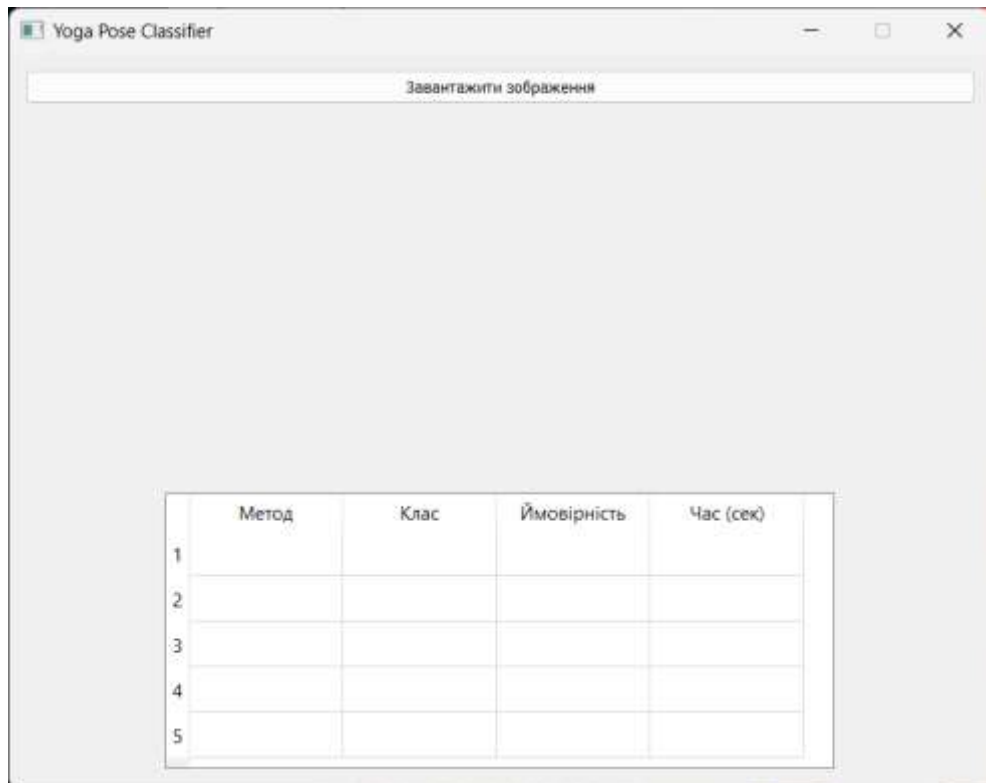 Yoga Pose Classifier
Завантажити зображення
Метод Клас Ймовірність Час (сек)
1
2
3
4
5